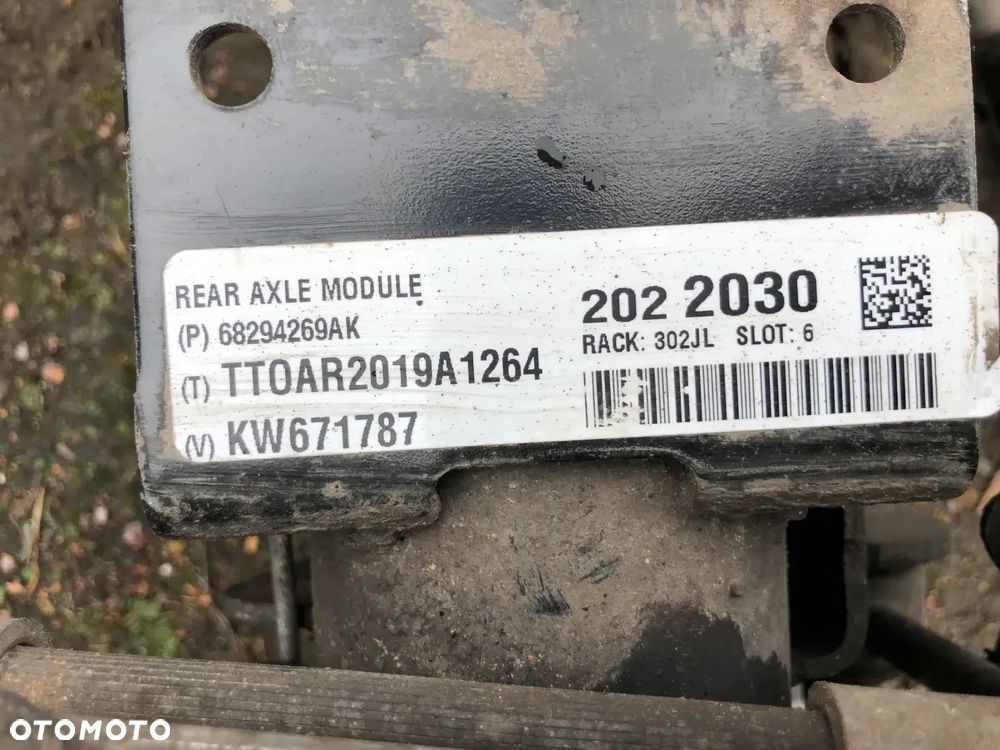 REAR AXLE MODULE
(P) 68294269AK
(T) TTOAR2019A1264
(V) KW671787
202 2030
RACK: 302JL SLOT: 6
OTOMOTO